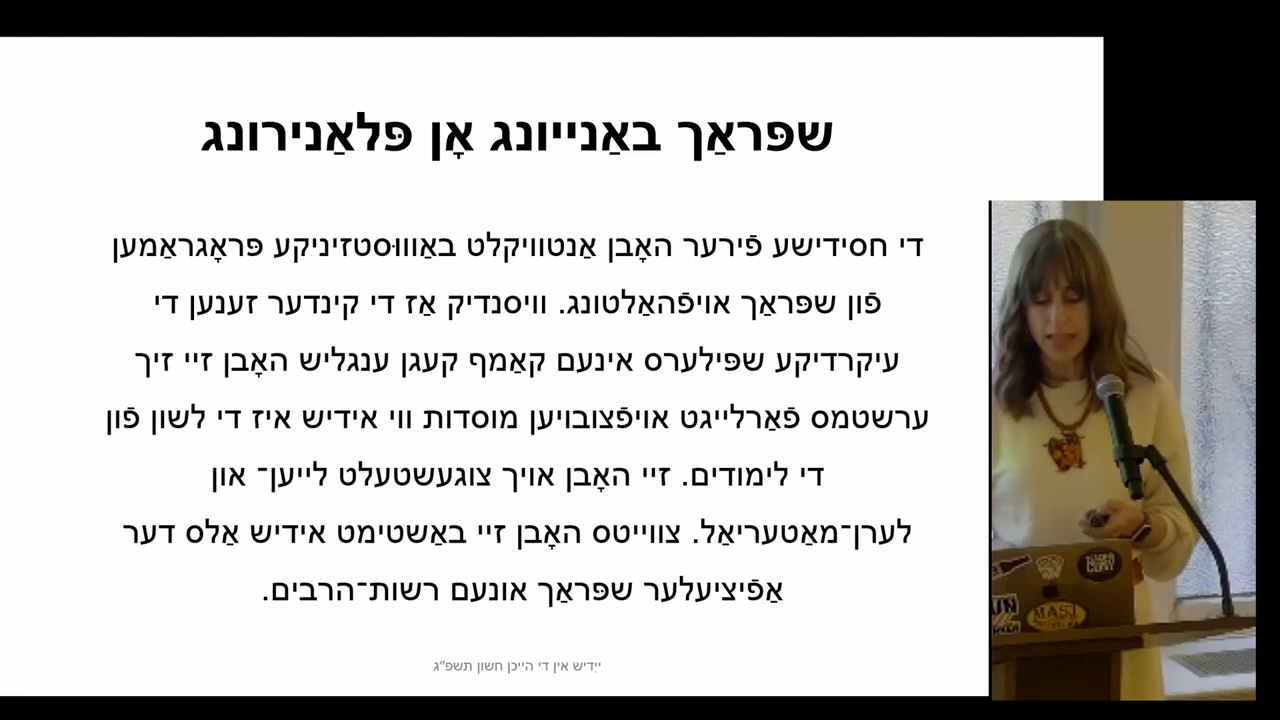 שפּראַך באַנייונג אָן פּלאַנירונג
די חסידישע פֿירער האָבן אַנטוויקלט באַוווּסטזיניקע פּראָגראַמען
פֿון שפּראַך אויפֿהאַלטונג. וויסנדיק אַז די קינדער זענען די
עיקרדיקע שפּילערס אינעם קאַמף קעגן ענגליש האָבן זיי זיך
ערשטמס פֿאַרלייגט אויפֿצובויען מוסדות ווי אידיש איז די לשון פֿון
די לימודים. זיי האָבן אויך צוגעשטעלט לייען־ און
לערן־מאַטעריאַל. צווייטס האָבן זיי באַשטימט אידיש אַלס דער
אַפֿיציעלער שפּראַך אונעם רשות־הרבים.
ייִדיש אין די הייכן חשון תשפ״ג
MASI